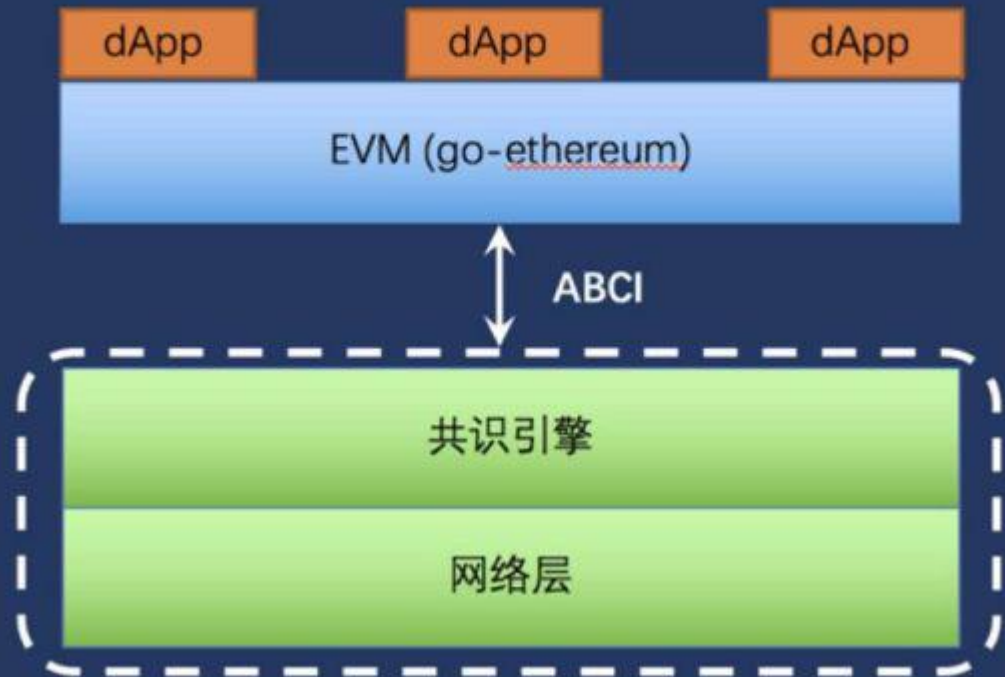 dApp dApp dApp
EVM (go-ethereum)
ABCI
共识引擎
网络层